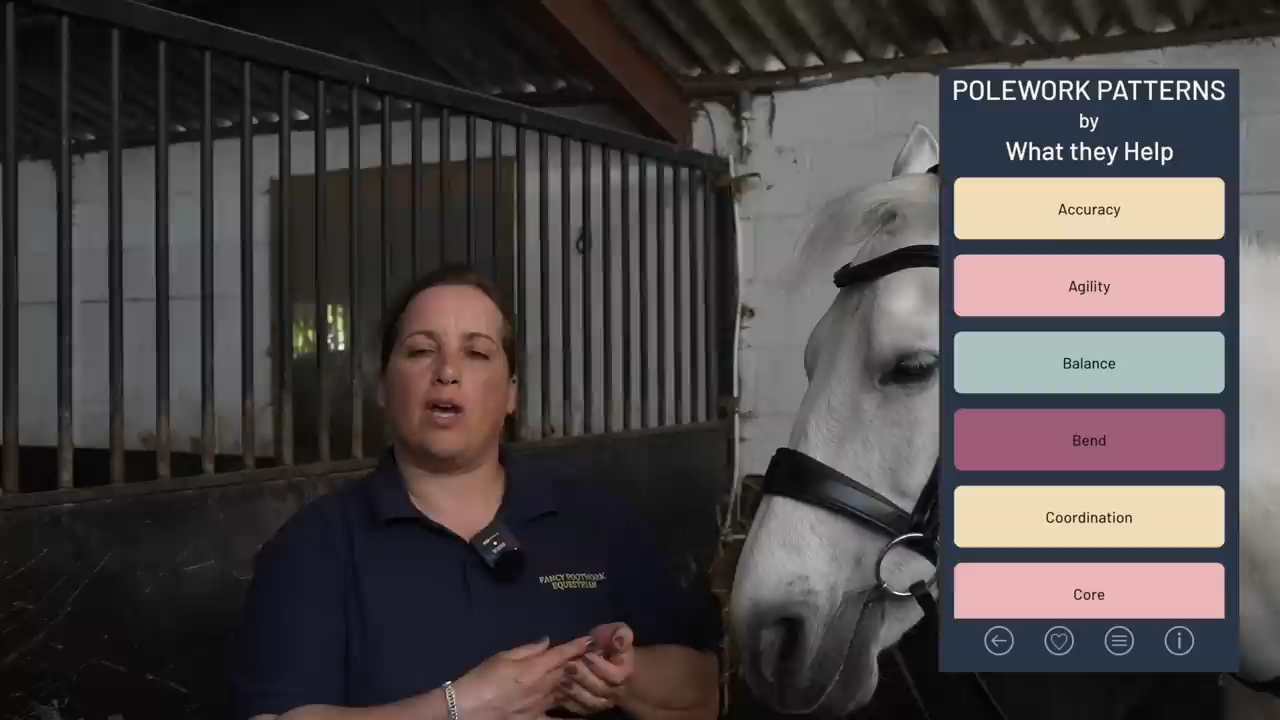 POLEWORK PATTERNS
by
What they Help
Accuracy
Agility
Balance
Bend
Coordination
Core
FANCY FOOTWORK
EQUESTRIAN